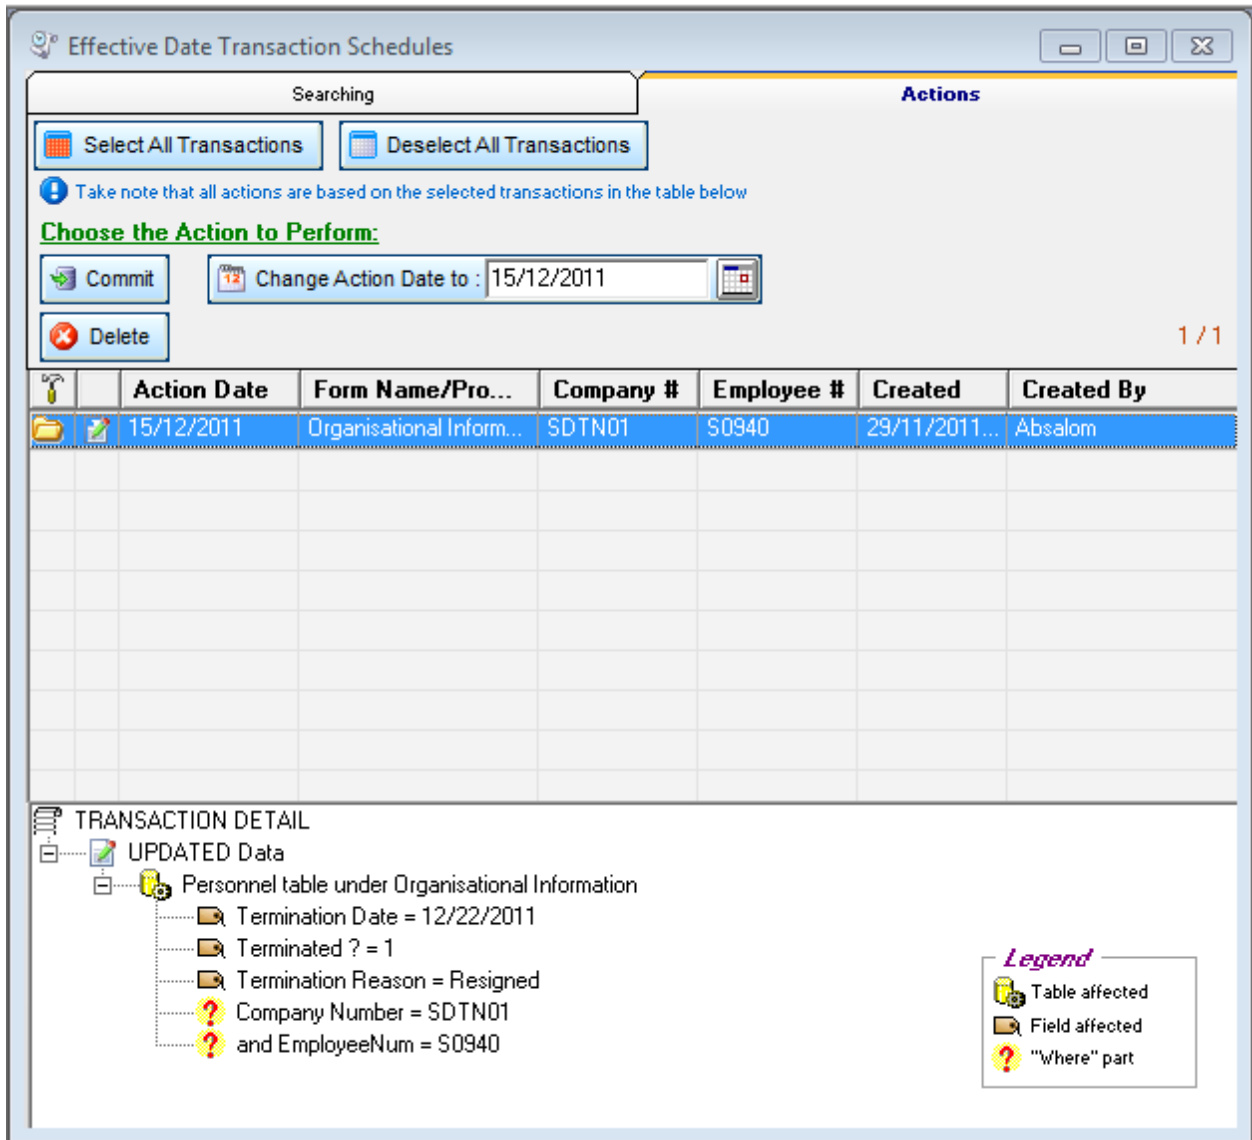 Effective Date Transaction Schedules
Searching Actions
Select All Transactions Deselect All Transactions
Take note that all actions are based on the selected transactions in the table below
Choose the Action to Perform:
Commit Change Action Date to : 15/12/2011
Delete 1 / 1
Action Date Form Name/Pro... Company # Employee # Created Created By
15/12/2011 Organisational Inform... SDTN01 S0940 29/11/2011... Absalom
TRANSACTION DETAIL
UPDATED Data
Personnel table under Organisational Information
Termination Date = 12/22/2011
Terminated ? = 1
Termination Reason = Resigned
Company Number = SDTN01
and EmployeeNum = S0940
Legend
Table affected
Field affected
"Where" part